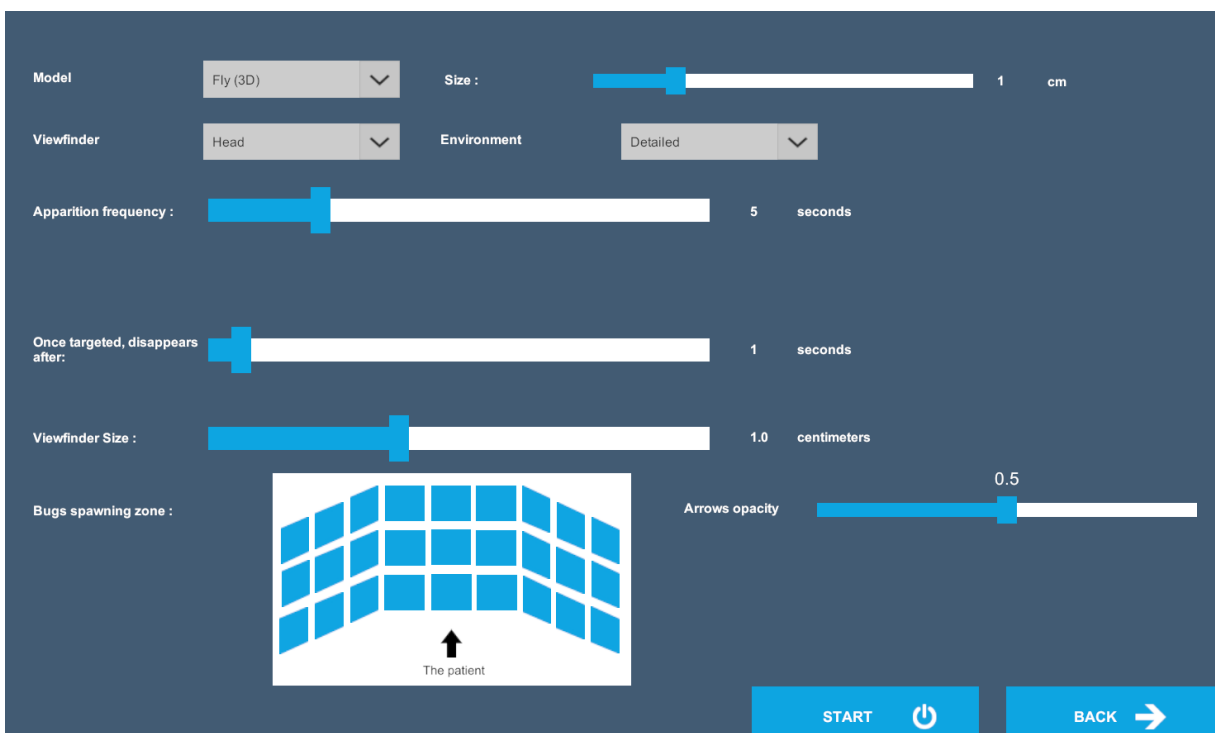 Model
Fly (3D)
Size :
1
cm
Viewfinder
Head
Environment
Detailed
Apparition frequency :
5
seconds
Once targeted, disappears
after:
1
seconds
Viewfinder Size :
1.0
centimeters
Bugs spawning zone :
The patient
Arrows opacity
0.5
START
BACK